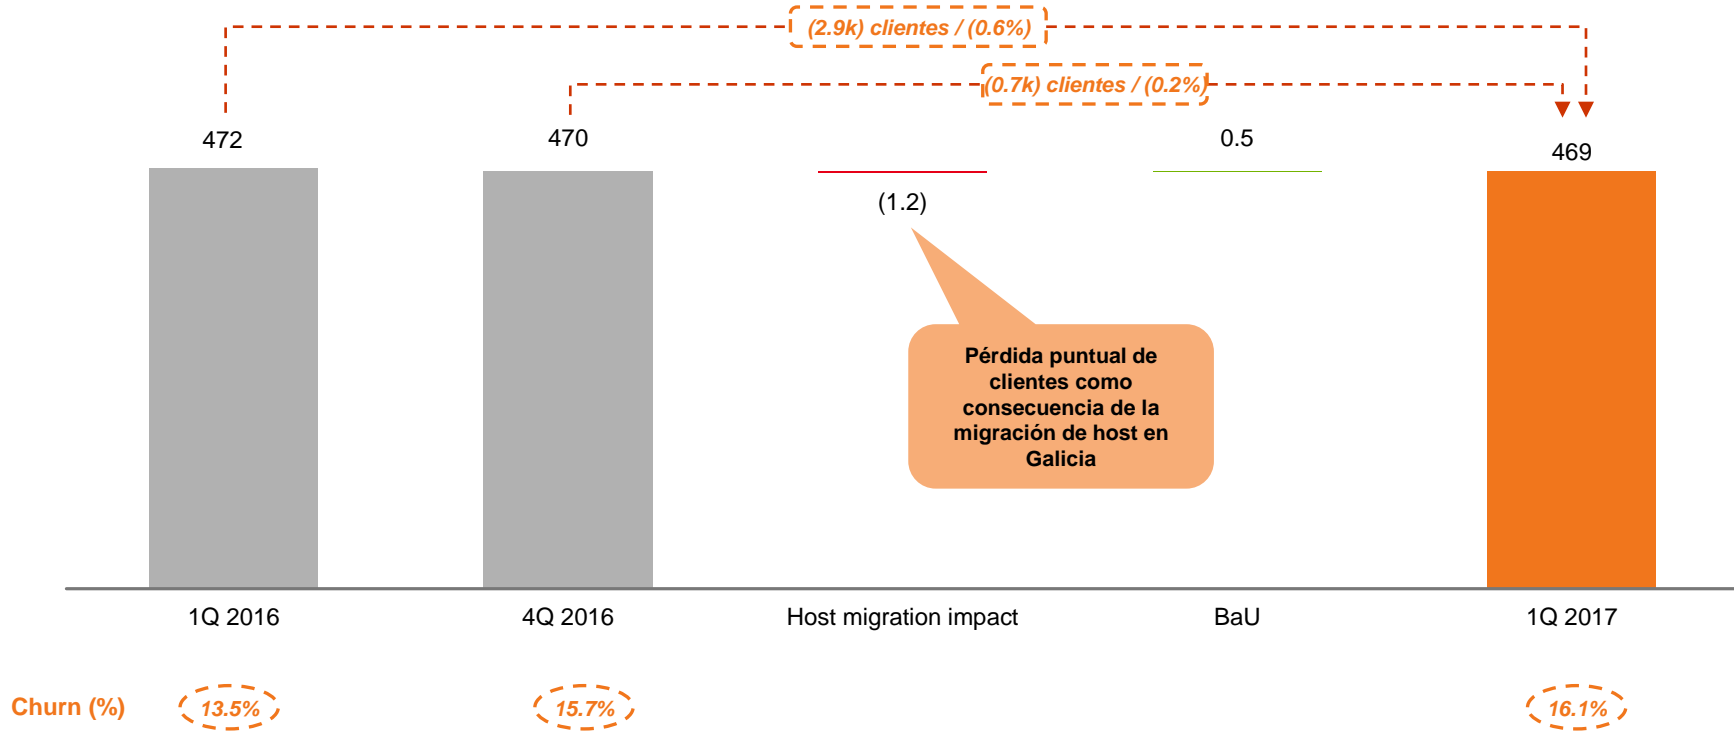 (2.9k) clientes / (0.6%)
(0.7k) clientes / (0.2%)
472
470
0.5
469
(1.2)
Pérdida puntual de
clientes como
consecuencia de la
migración de host en
Galicia
1Q 2016
4Q 2016
Host migration impact
BaU
1Q 2017
Churn (%)
13.5%
15.7%
16.1%